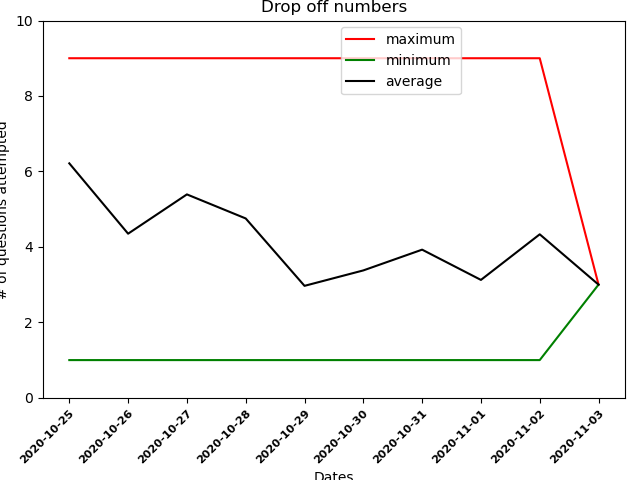 Drop off numbers
maximum
minimum
average
# of questions attempted
10
8
6
4
2
0
2020-10-25
2020-10-26
2020-10-27
2020-10-28
2020-10-29
2020-10-30
2020-10-31
2020-11-01
2020-11-02
2020-11-03
Dates